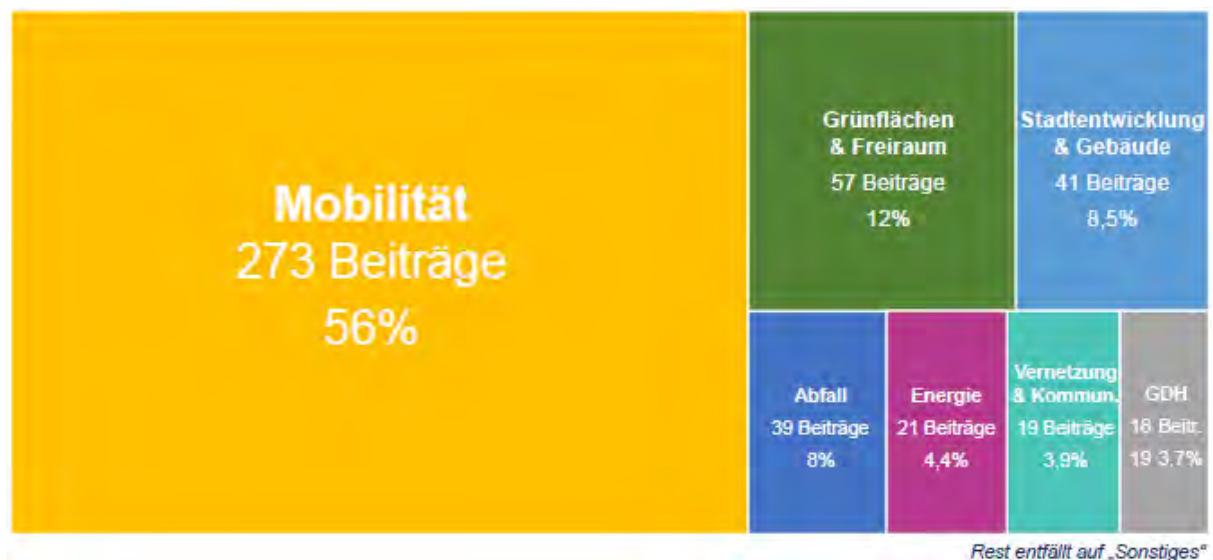 Mobilität
273 Beiträge
56%
Grünflächen
& Freiraum
57 Beiträge
12%
Stadtentwicklung
& Gebäude
41 Beiträge
8,5%
Abfall
39 Beiträge
8%
Energie
21 Beiträge
4,4%
Vernetzung
& Kommun.
19 Beiträge
3,9%
GDH
18 Beitr.
19 3,7%
Rest entfällt auf „Sonstiges“